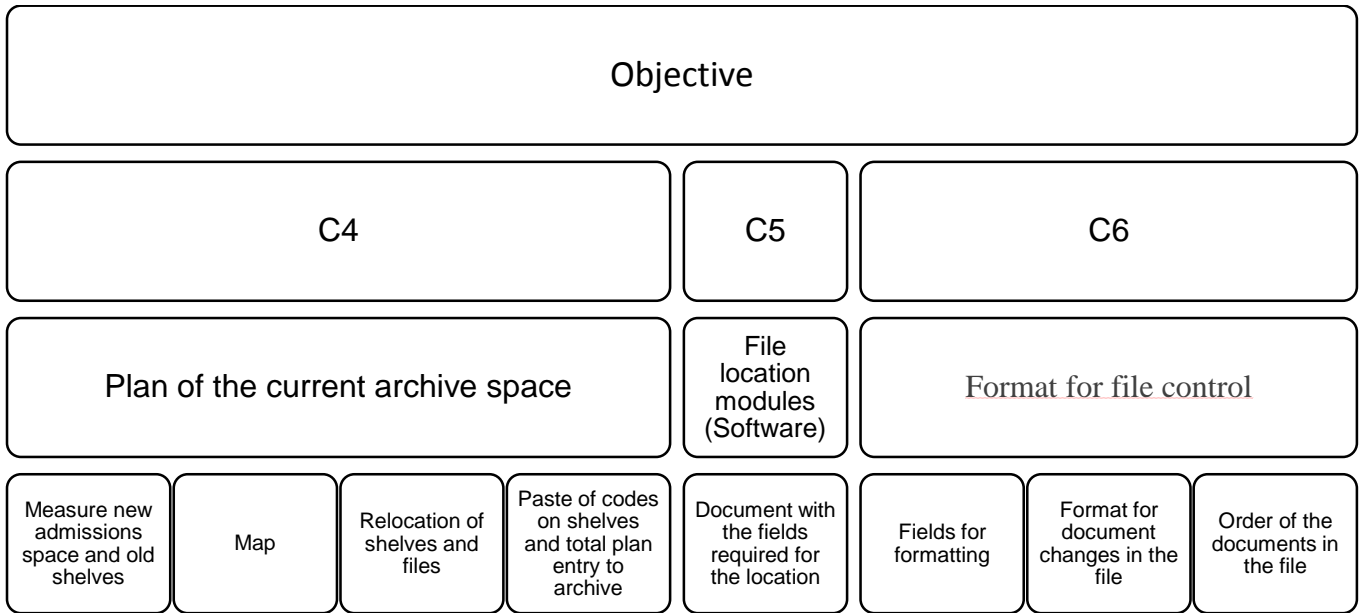 Objective
C4
C5
C6
Plan of the current archive space
File
location
modules
(Software)
Format for file control
Measure new
admissions
space and old
shelves
Map
Relocation of
shelves and
files
Paste of codes
on shelves
and total plan
entry to
archive
Document with
the fields
required for
the location
Fields for
formatting
Format for
document
changes in the
file
Order of the
documents in
the file